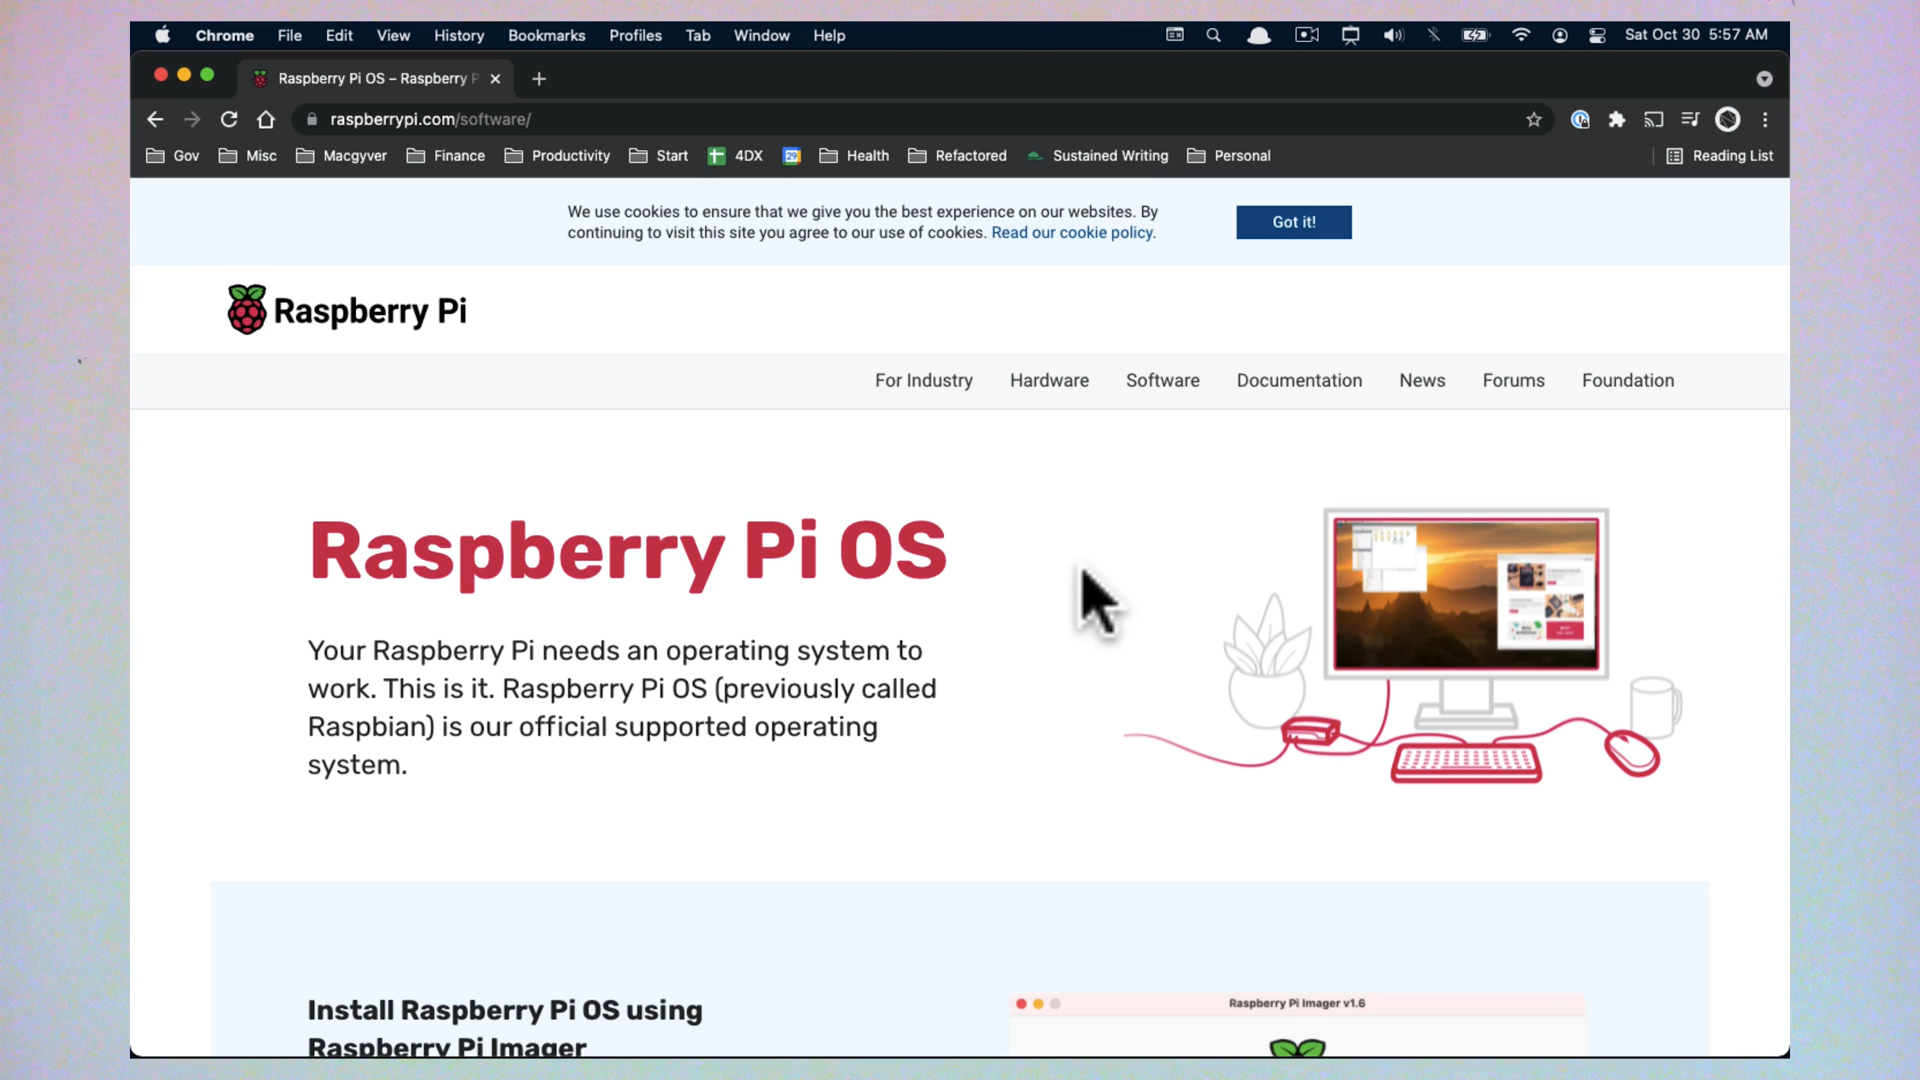 Chrome File Edit View History Bookmarks Profiles Tab Window Help Sat Oct 30 5:57 AM
Raspberry Pi OS – Raspberry P
raspberrypi.com/software/
Gov Misc Macgyver Finance Productivity Start 4DX 29 Health Refactored Sustained Writing Personal Reading List
We use cookies to ensure that we give you the best experience on our websites. By
continuing to visit this site you agree to our use of cookies. Read our cookie policy.
Got it!
Raspberry Pi
For Industry Hardware Software Documentation News Forums Foundation
Raspberry Pi OS
Your Raspberry Pi needs an operating system to
work. This is it. Raspberry Pi OS (previously called
Raspbian) is our official supported operating
system.
Install Raspberry Pi OS using
Raspberry Pi Imager
Raspberry Pi Imager v1.6